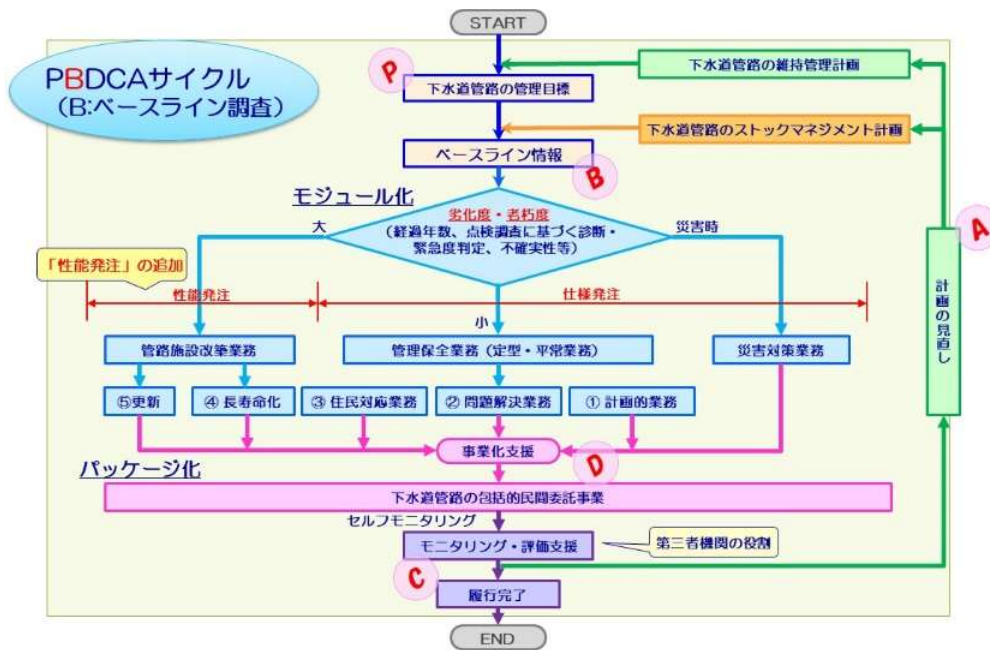 START
PBDCAサイクル
(B:ベースライン調査)
P
下水道管路の維持管理計画
下水道管路の管理目標
下水道管路のストックマネジメント計画
ベースライン情報
B
モジュール化
劣化度・老朽度
(経過年数、点検調査に基づく診断・
緊急度判定、不確実性等)
大
災害時
A
計画の見直し
「性能発注」の追加
性能発注
仕様発注
小
管路施設改築業務
管理保全業務(定型・平常業務)
災害対策業務
⑤更新
④ 長寿命化
③ 住民対応業務
② 問題解決業務
① 計画的業務
事業化支援
D
パッケージ化
下水道管路の包括的民間委託事業
セルフモニタリング
モニタリング・評価支援
第三者機関の役割
C
履行完了
END